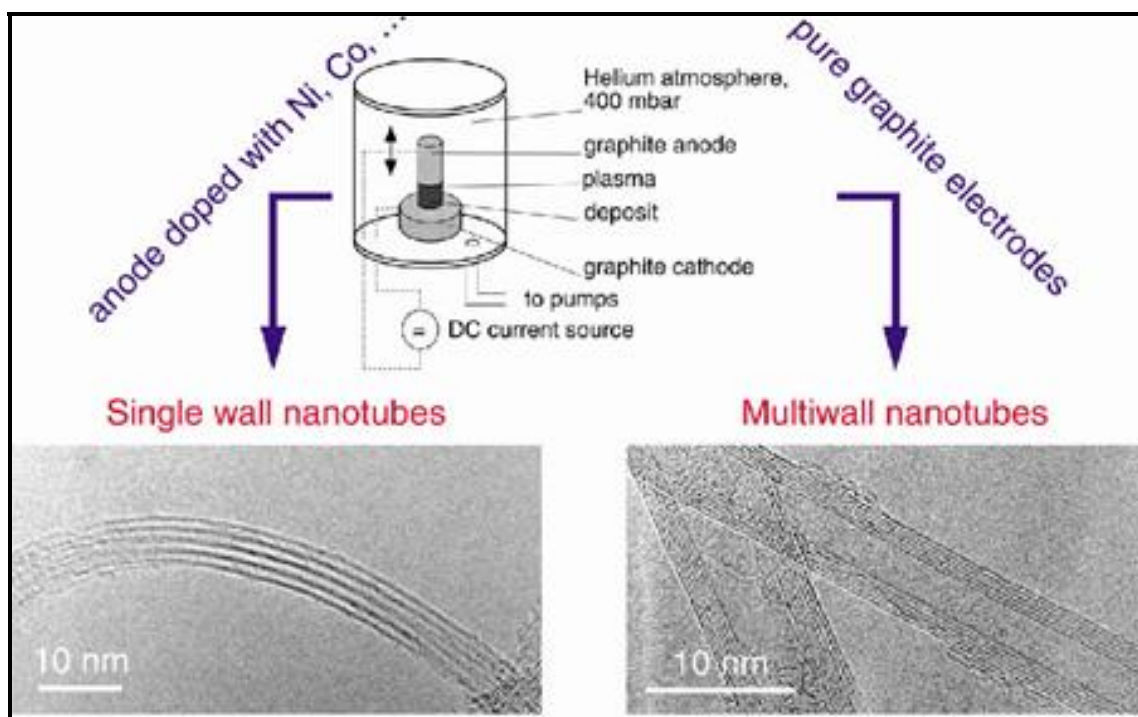 anode doped with Ni, Co, ...
pure graphite electrodes
Helium atmosphere,
400 mbar
graphite anode
plasma
deposit
graphite cathode
to pumps
= DC current source
Single wall nanotubes
Multiwall nanotubes
10 nm
10 nm